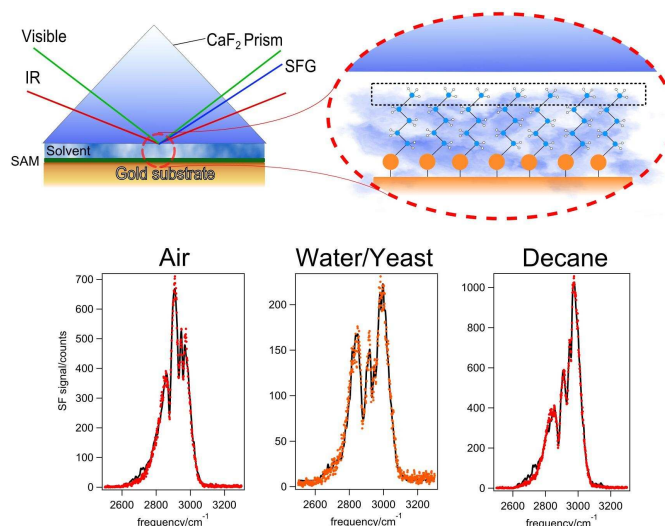 Visible
CaF₂ Prism
IR
SFG
Solvent
SAM
Gold substrate
Air
Water/Yeast
Decane
SF signal/counts
700
600
500
400
300
200
100
0
2600 2800 3000 3200
frequency/cm⁻¹
200
150
100
50
0
2600 2800 3000 3200
frequency/cm⁻¹
1000
800
600
400
200
0
2600 2800 3000 3200
frequency/cm⁻¹